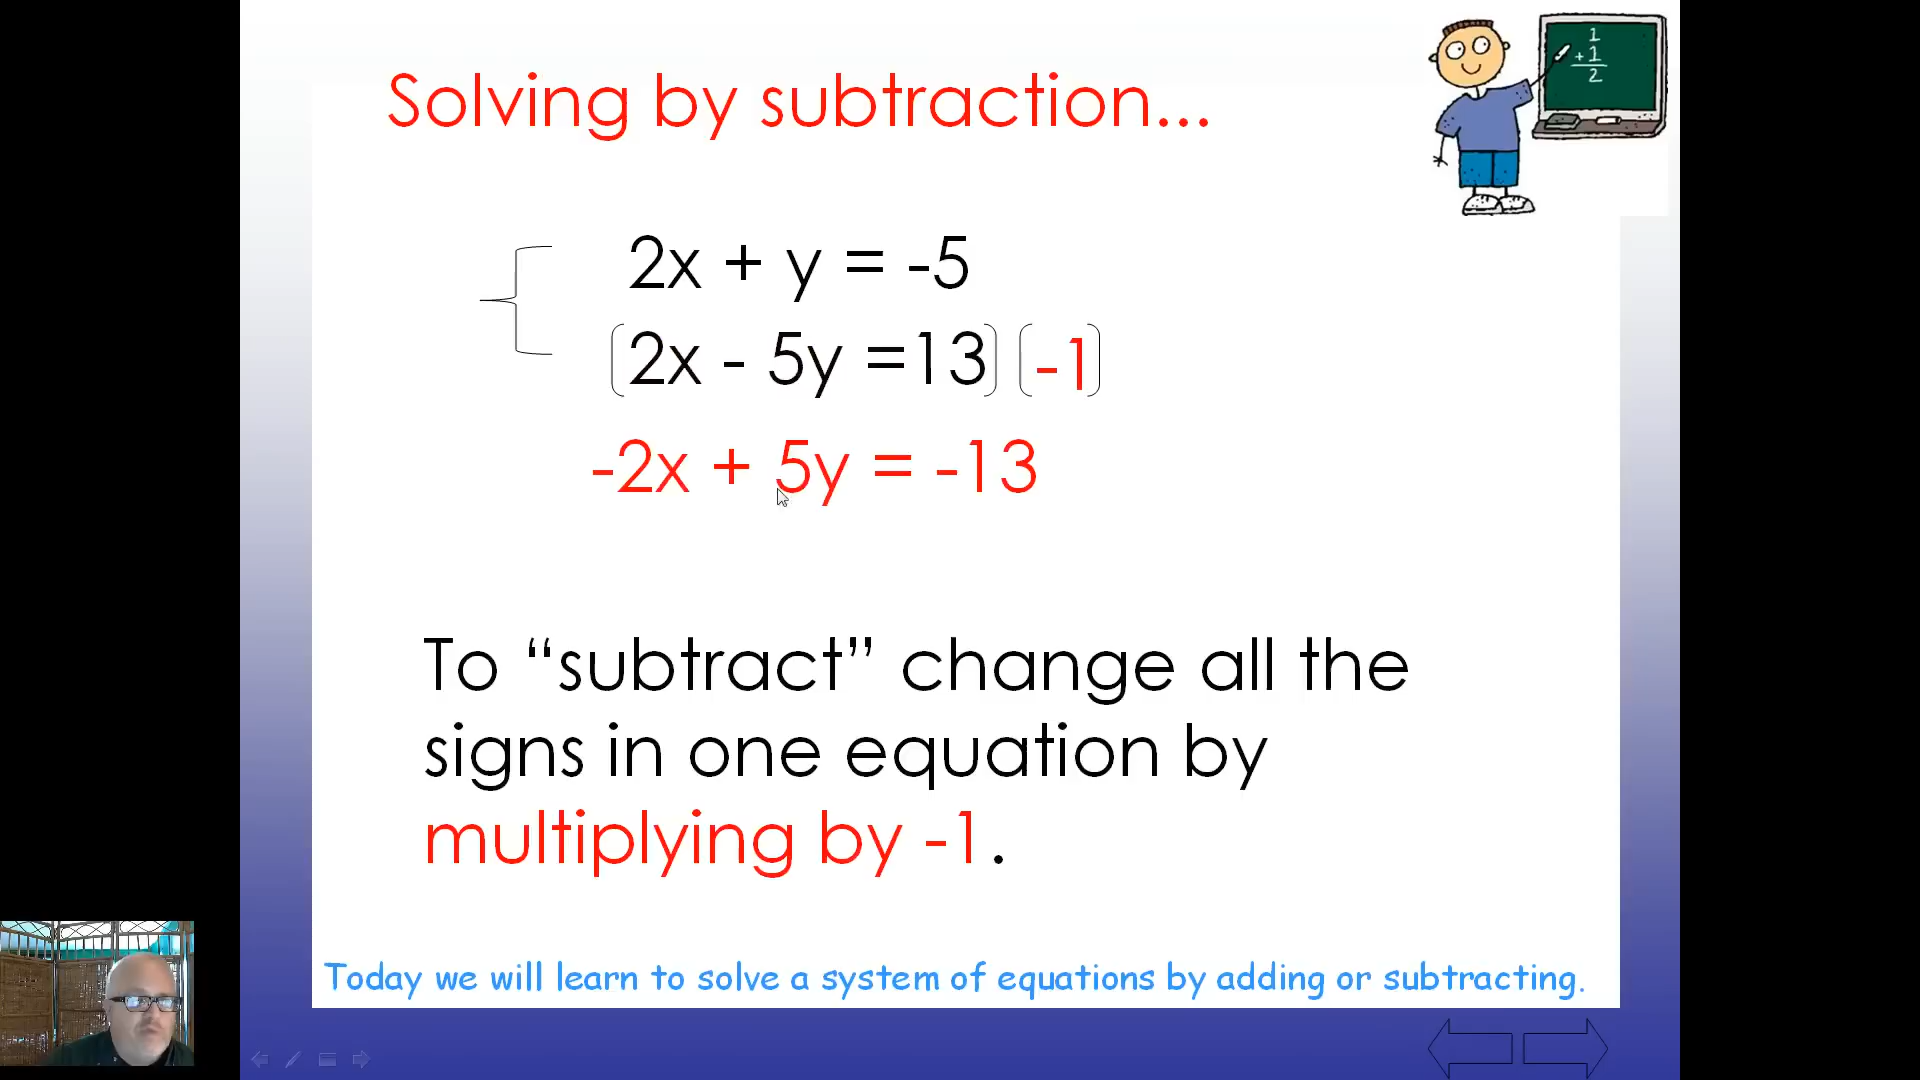 Solving by subtraction...
1
+ 1
2
2x + y = -5
(2x - 5y =13) (-1)
-2x + 5y = -13
To “subtract” change all the
signs in one equation by
multiplying by -1.
Today we will learn to solve a system of equations by adding or subtracting.